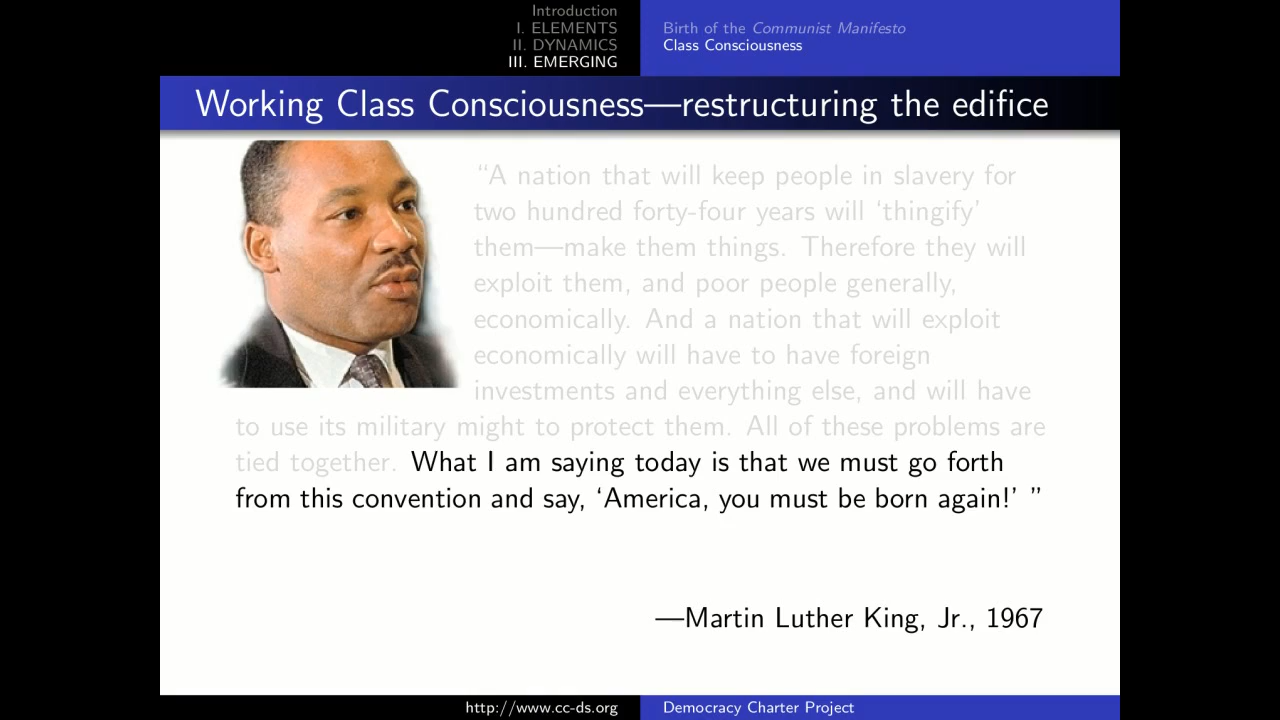 Introduction
I. ELEMENTS
II. DYNAMICS
III. EMERGING
Birth of the Communist Manifesto
Class Consciousness
Working Class Consciousness—restructuring the edifice
“A nation that will keep people in slavery for
two hundred forty-four years will ‘thingify’
them—make them things. Therefore they will
exploit them, and poor people generally,
economically. And a nation that will exploit
economically will have to have foreign
investments and everything else, and will have
to use its military might to protect them. All of these problems are
tied together. What I am saying today is that we must go forth
from this convention and say, ‘America, you must be born again!’ ”
—Martin Luther King, Jr., 1967
http://www.cc-ds.org
Democracy Charter Project